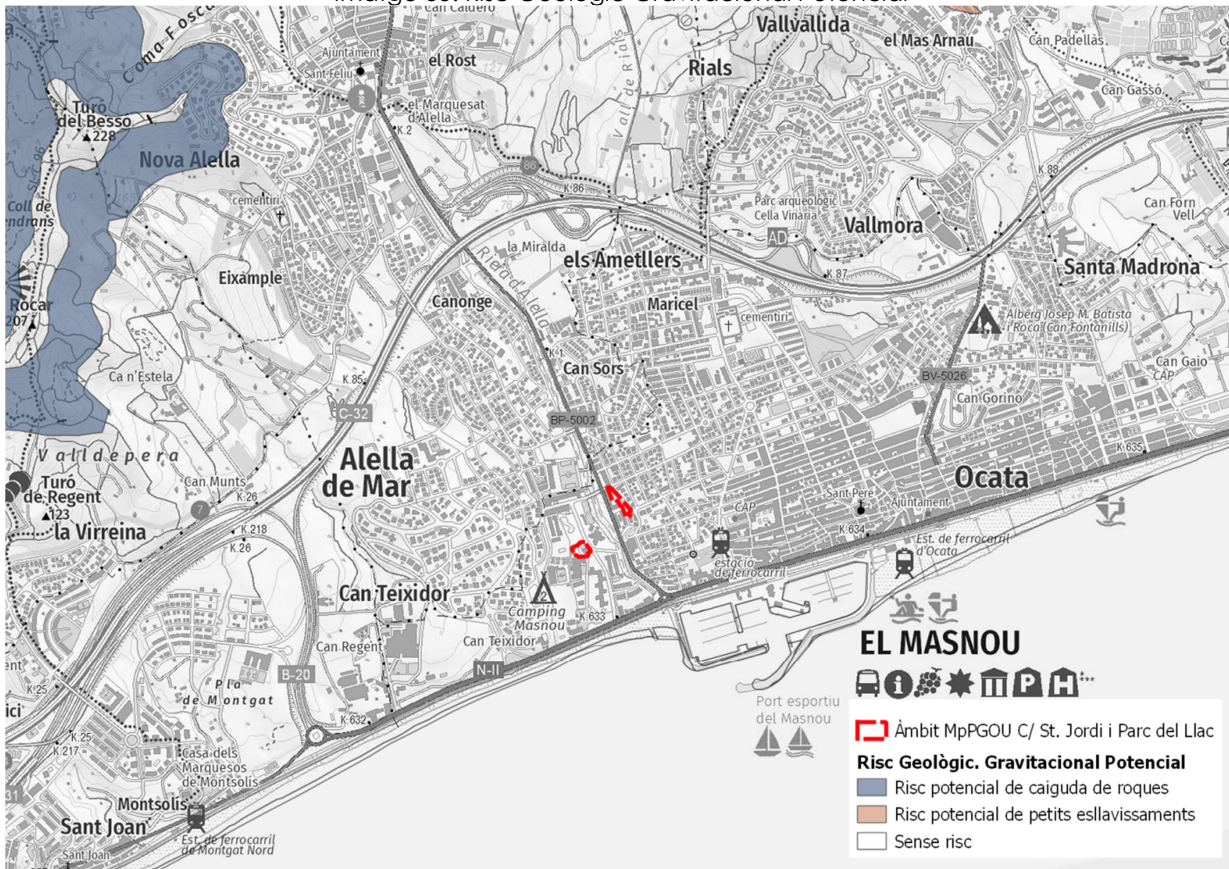 Coma-Fosca
Ajuntament
Sant Feliu
el Rost
Vallvallida
el Mas Arnau
Can Padellàs
Rials
Vall de Rials
Can Gassó
Turó
del Besso
228
el Marquesat
d'Alella
K.2
Nova Alella
cementiri
K 86
K 88
Coll de
Parc arqueològic
Cella Vinaria
Vallmora
Can Forn
Vell
AD
la Miralda
els Ametllers
Riera d'Alella
K 87
Santa Madrona
Eixample
Canonge
Maricel
cementiri
Rocar
207
Alberg Josep M. Batista
i Roca (can Fontanills)
Ca n'Estela
K 1
Can Sors
Can Gaio
CAP
K.85
C-32
BV-5026
Can Gorino
BP-5002
Valldepera
Alella
de Mar
K 635
Ocata
Turó
de Regent
123
Can Munts
K 26
7
la Virreina
K 218
K 26
Sant Pere
Ajuntament
CAP
K 634
Est. de ferrocarril
d'Ocata
estació
de ferrocarril
Can Teixidor
Camping
Masnou
K 633
Can Teixidor
Can Regent
EL MASNOU
N-II
B-20
Pla
de Montgat
K.25
K 632
Port esportiu
del Masnou
K.25
K 217
Casa dels
Marquesos
de Montsolís
Montsolís
Sant Joan
Sant Joan
Est. de ferrocarril
de Montgat Nord
Àmbit MpPGOU C/ St. Jordi i Parc del Llac
Risc Geològic. Gravitacional Potencial
Risc potencial de caiguda de roques
Risc potencial de petits esllavissaments
Sense risc